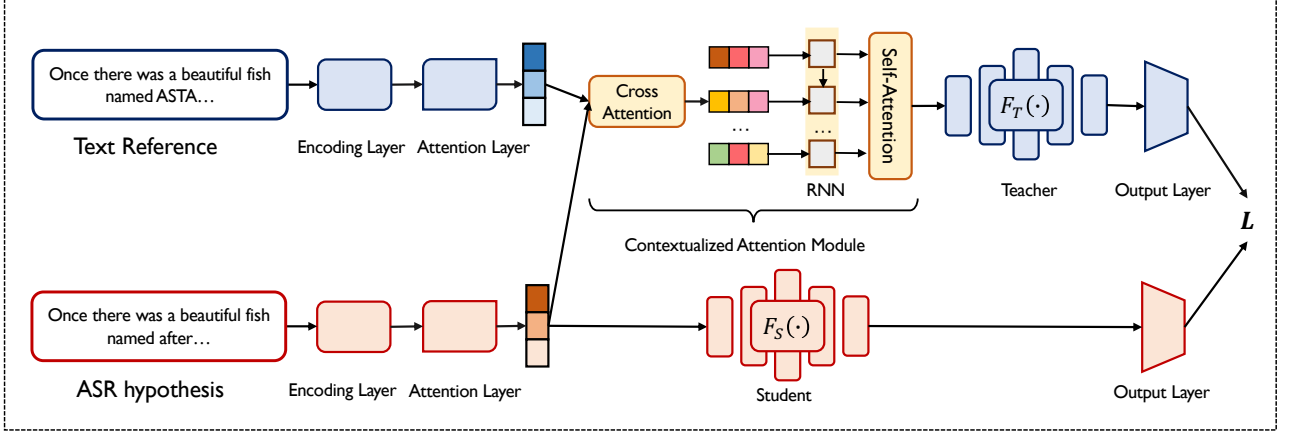 Once there was a beautiful fish
named ASTA…
Text Reference
Encoding Layer
Attention Layer
Cross
Attention
…
…
RNN
Self-Attention
Contextualized Attention Module
F_T(·)
Teacher
Output Layer
L
Once there was a beautiful fish
named after…
ASR hypothesis
Encoding Layer
Attention Layer
F_S(·)
Student
Output Layer